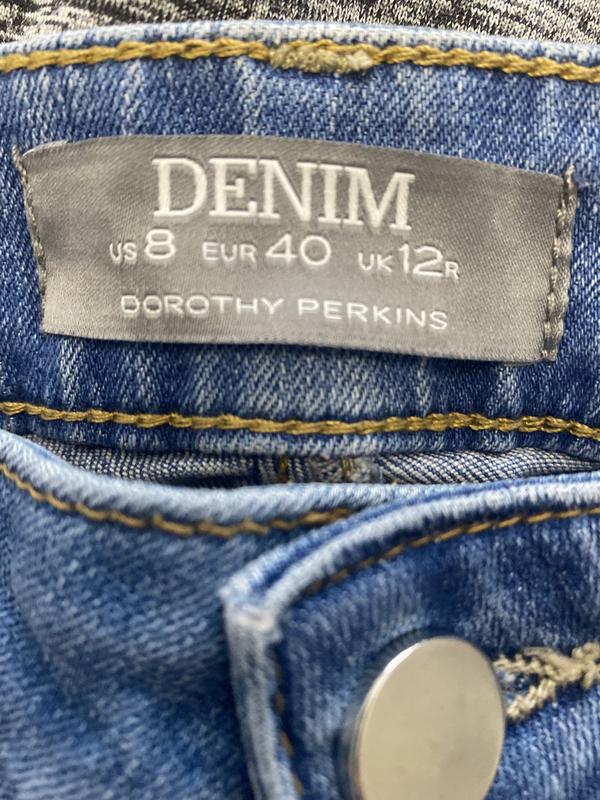 DENIM
US 8 EUR 40 UK 12R
DOROTHY PERKINS